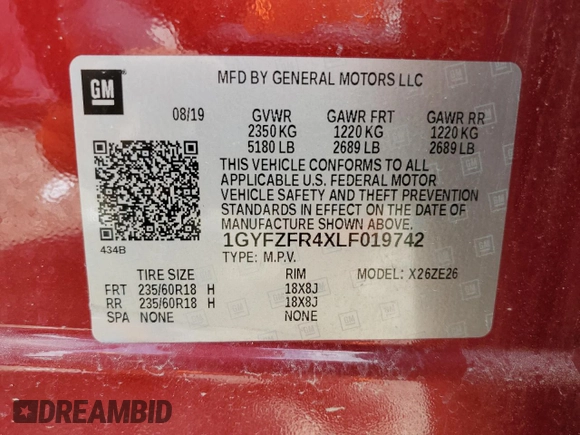 GM
MFD BY GENERAL MOTORS LLC
08/19 GVWR GAWR FRT GAWR RR
2350 KG 1220 KG 1220 KG
5180 LB 2689 LB 2689 LB
THIS VEHICLE CONFORMS TO ALL
APPLICABLE U.S. FEDERAL MOTOR
VEHICLE SAFETY AND THEFT PREVENTION
STANDARDS IN EFFECT ON THE DATE OF
MANUFACTURE SHOWN ABOVE.
434B 1GYFZFR4XLF019742
TYPE: M.P.V.
TIRE SIZE RIM MODEL: X26ZE26
FRT 235/60R18 H 18X8J
RR 235/60R18 H 18X8J
SPA NONE NONE
DREAMBID